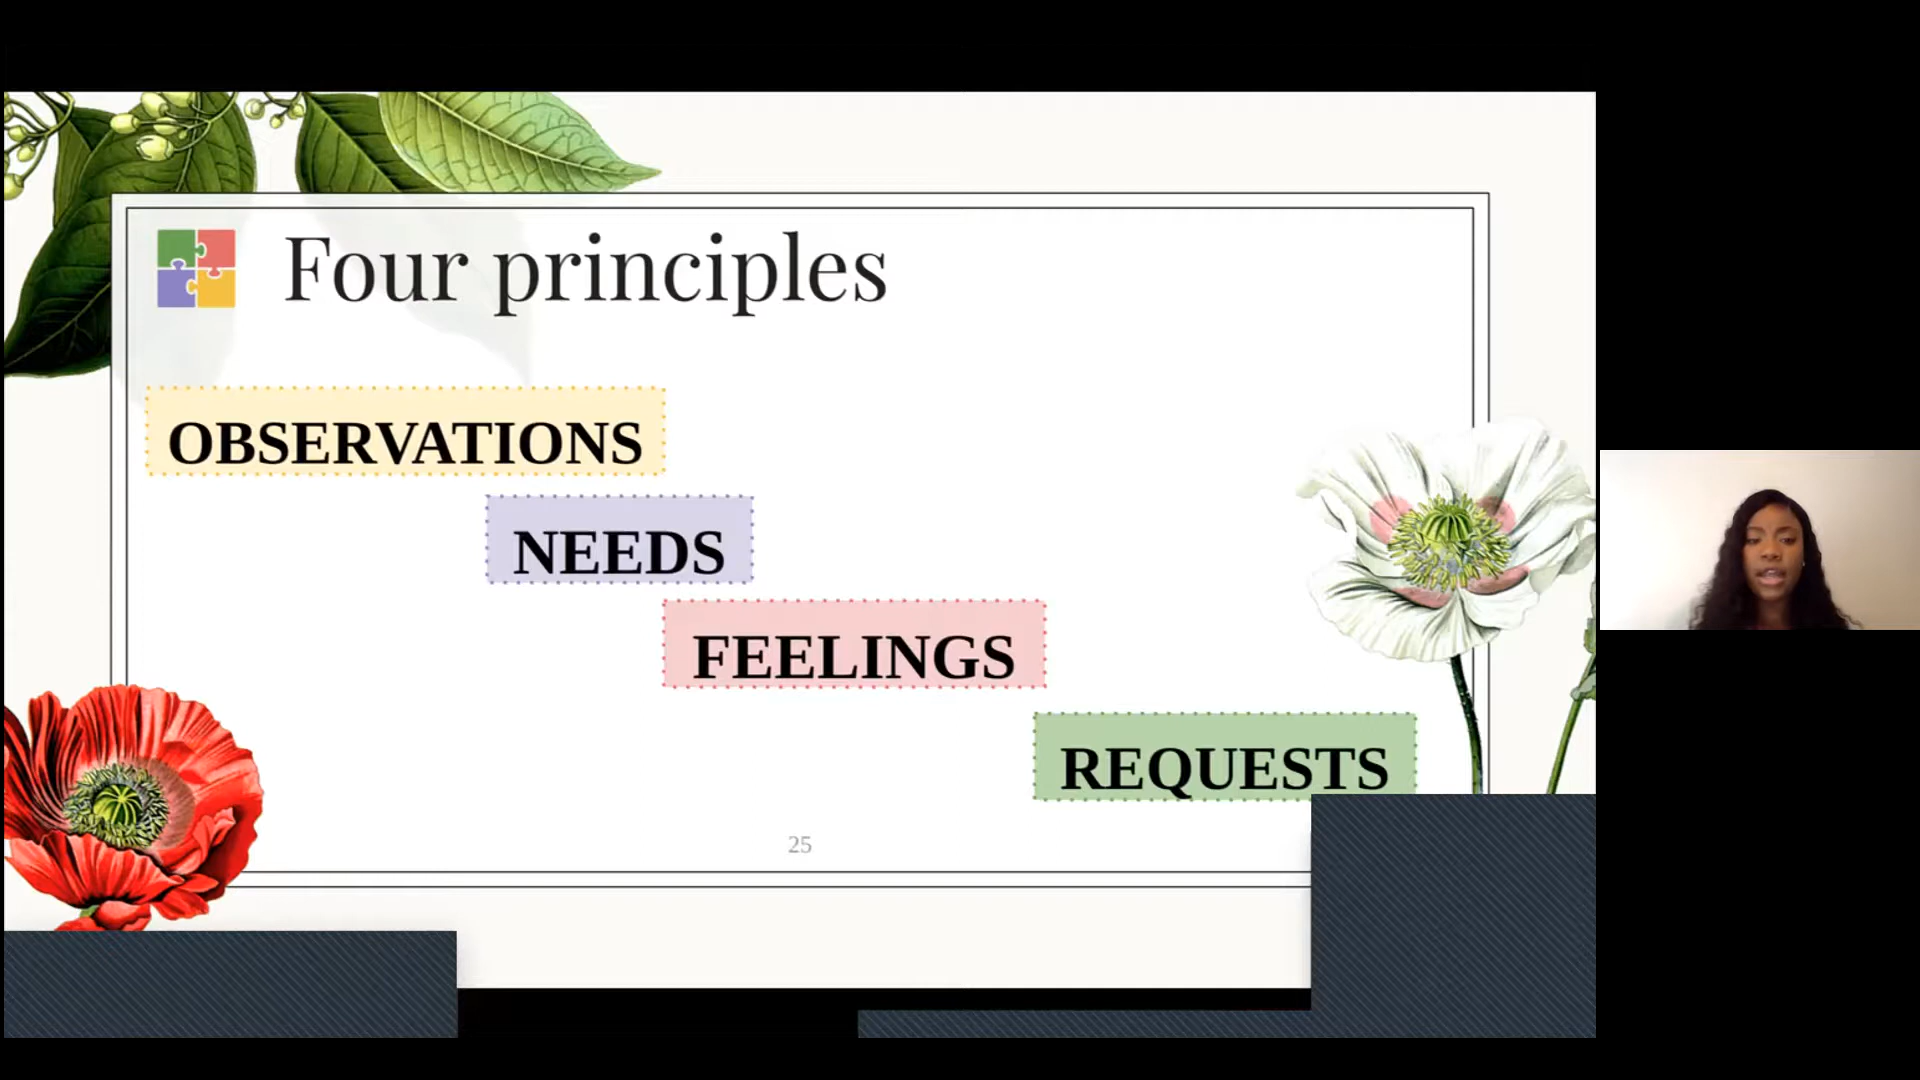 Four principles
OBSERVATIONS
NEEDS
FEELINGS
REQUESTS
25